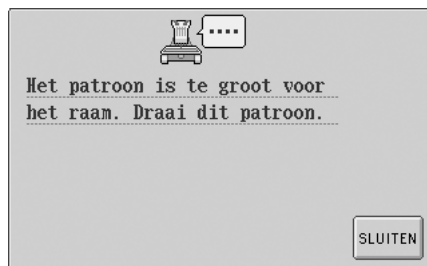 ....
Het patroon is te groot voor
het raam. Draai dit patroon.
SLUITEN